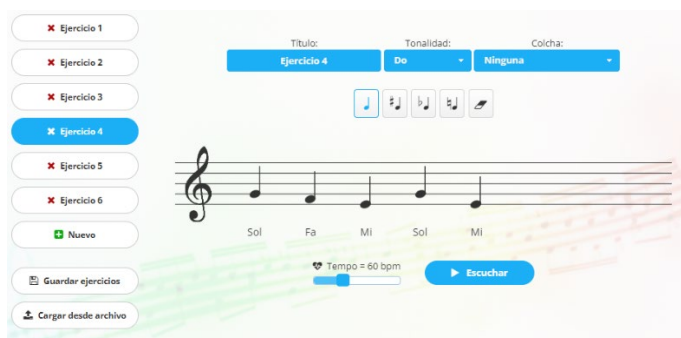 Ejercicio 1
Ejercicio 2
Ejercicio 3
Ejercicio 4
Ejercicio 5
Ejercicio 6
Nuevo
Guardar ejercicios
Cargar desde archivo
Título: Tonalidad: Colcha:
Ejercicio 4 Do Ninguna
Sol Fa Mi Sol Mi
Tempo = 60 bpm
Escuchar